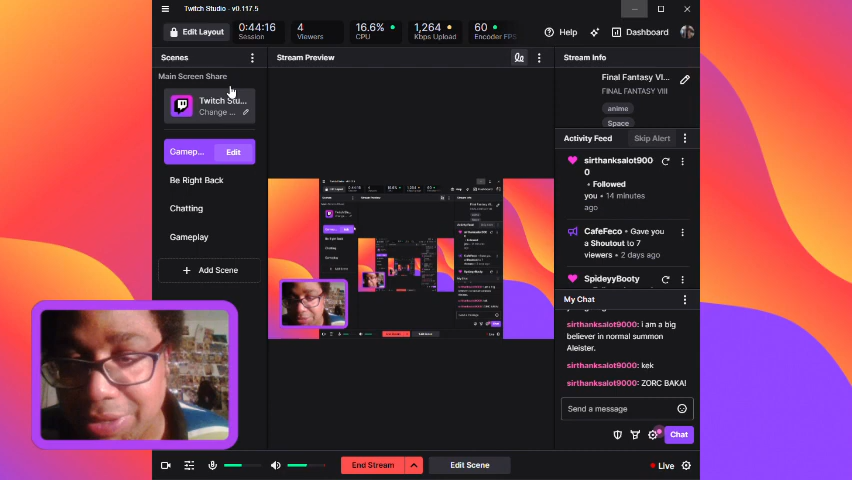 Twitch Studio - v0.117.5
Edit Layout
0:44:16
Session
4
Viewers
16.6%
CPU
1,264
Kbps Upload
60
Encoder FPS
Help
Dashboard
Scenes
Stream Preview
Stream Info
Main Screen Share
Twitch Stu...
Change ...
Gamep...
Edit
Be Right Back
Chatting
Gameplay
Add Scene
Final Fantasy VI...
FINAL FANTASY VIII
anime
Space
Activity Feed
Skip Alert
sirthanksalot900
0
• Followed
you • 14 minutes
ago
CafeFeco • Gave you
a Shoutout to 7
viewers • 2 days ago
SpideyyBooty
My Chat
sirthanksalot9000: i am a big
believer in normal summon
Aleister.
sirthanksalot9000: kek
sirthanksalot9000: ZORC BAKA!
Send a message
Chat
End Stream
Edit Scene
Live